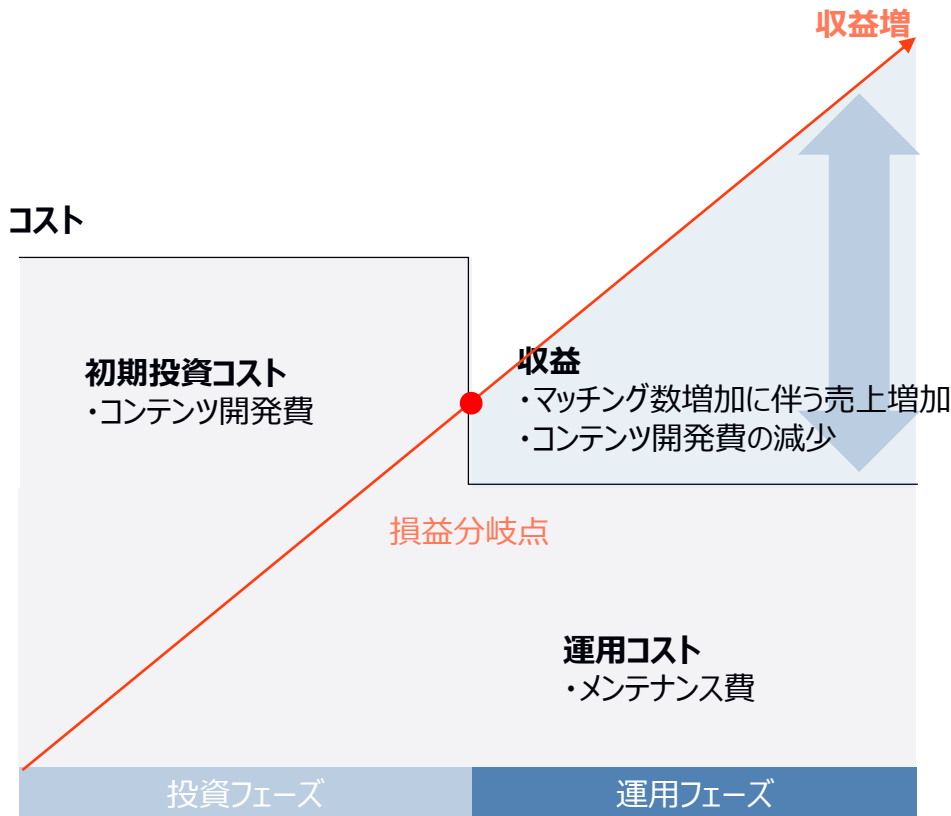 収益増
コスト
初期投資コスト
・コンテンツ開発費
収益
・マッチング数増加に伴う売上増加
・コンテンツ開発費の減少
損益分岐点
運用コスト
・メンテナンス費
投資フェーズ
運用フェーズ